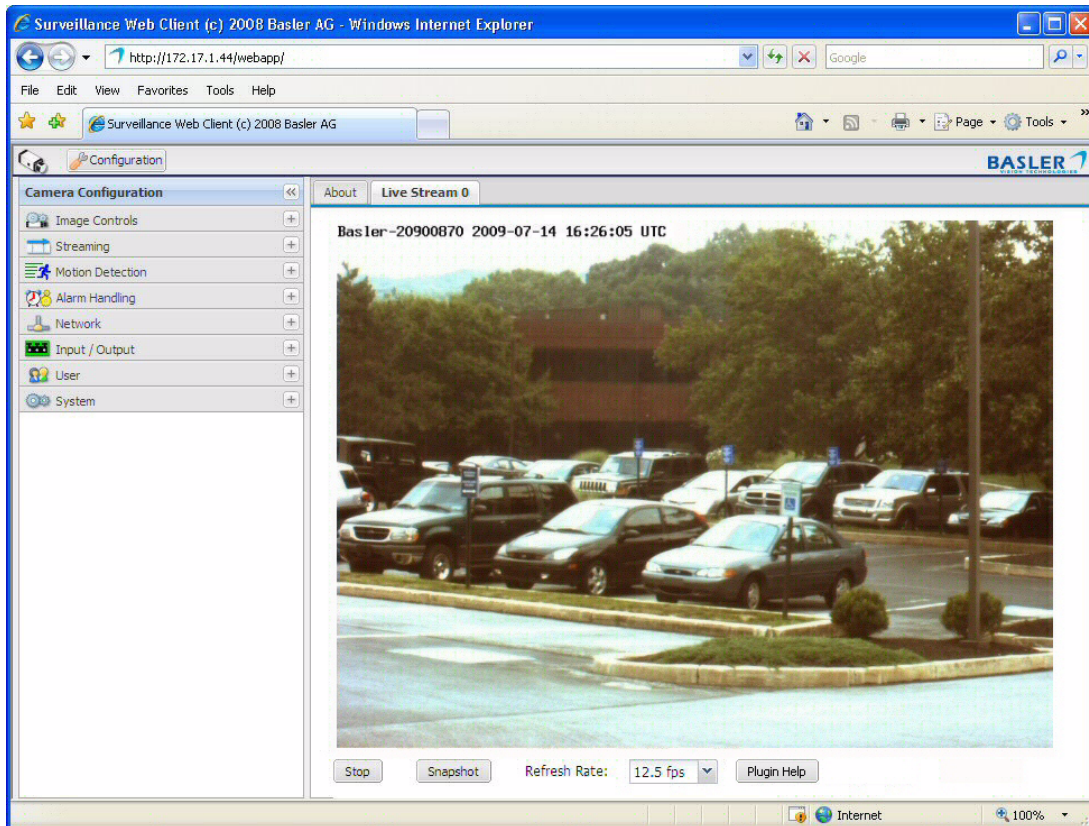 Surveillance Web Client (c) 2008 Basler AG - Windows Internet Explorer
http://172.17.1.44/webapp/
Google
File Edit View Favorites Tools Help
Surveillance Web Client (c) 2008 Basler AG
Page Tools »
Configuration
BASLER
VISION TECHNOLOGIES
Camera Configuration
About Live Stream 0
Image Controls
Streaming
Motion Detection
Alarm Handling
Network
Input / Output
User
System
Basler-20900870 2009-07-14 16:26:05 UTC
Stop Snapshot Refresh Rate: 12.5 fps Plugin Help
Internet 100%